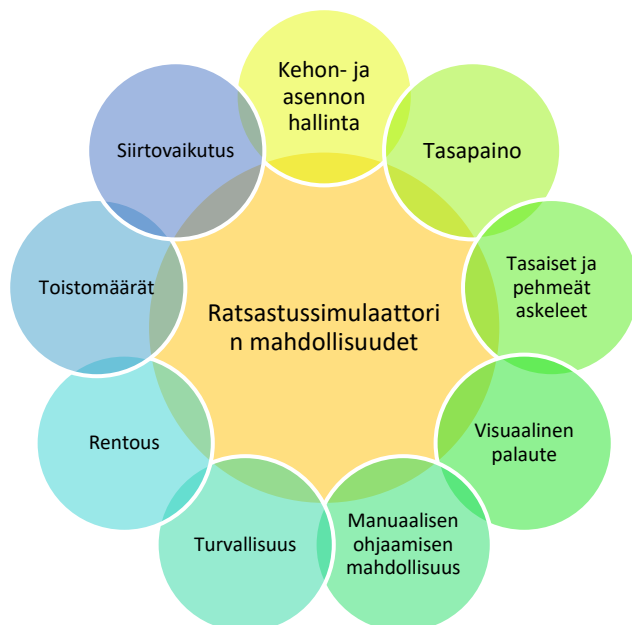 Kehon- ja
asennon
hallinta
Tasapaino
Tasaiset ja
pehmeät
askeleet
Visuaalinen
palaute
Manuaalisen
ohjaamisen
mahdollisuus
Turvallisuus
Rentous
Toistomäärät
Siirtovaikutus
Ratsastussimulaattori
n mahdollisuudet